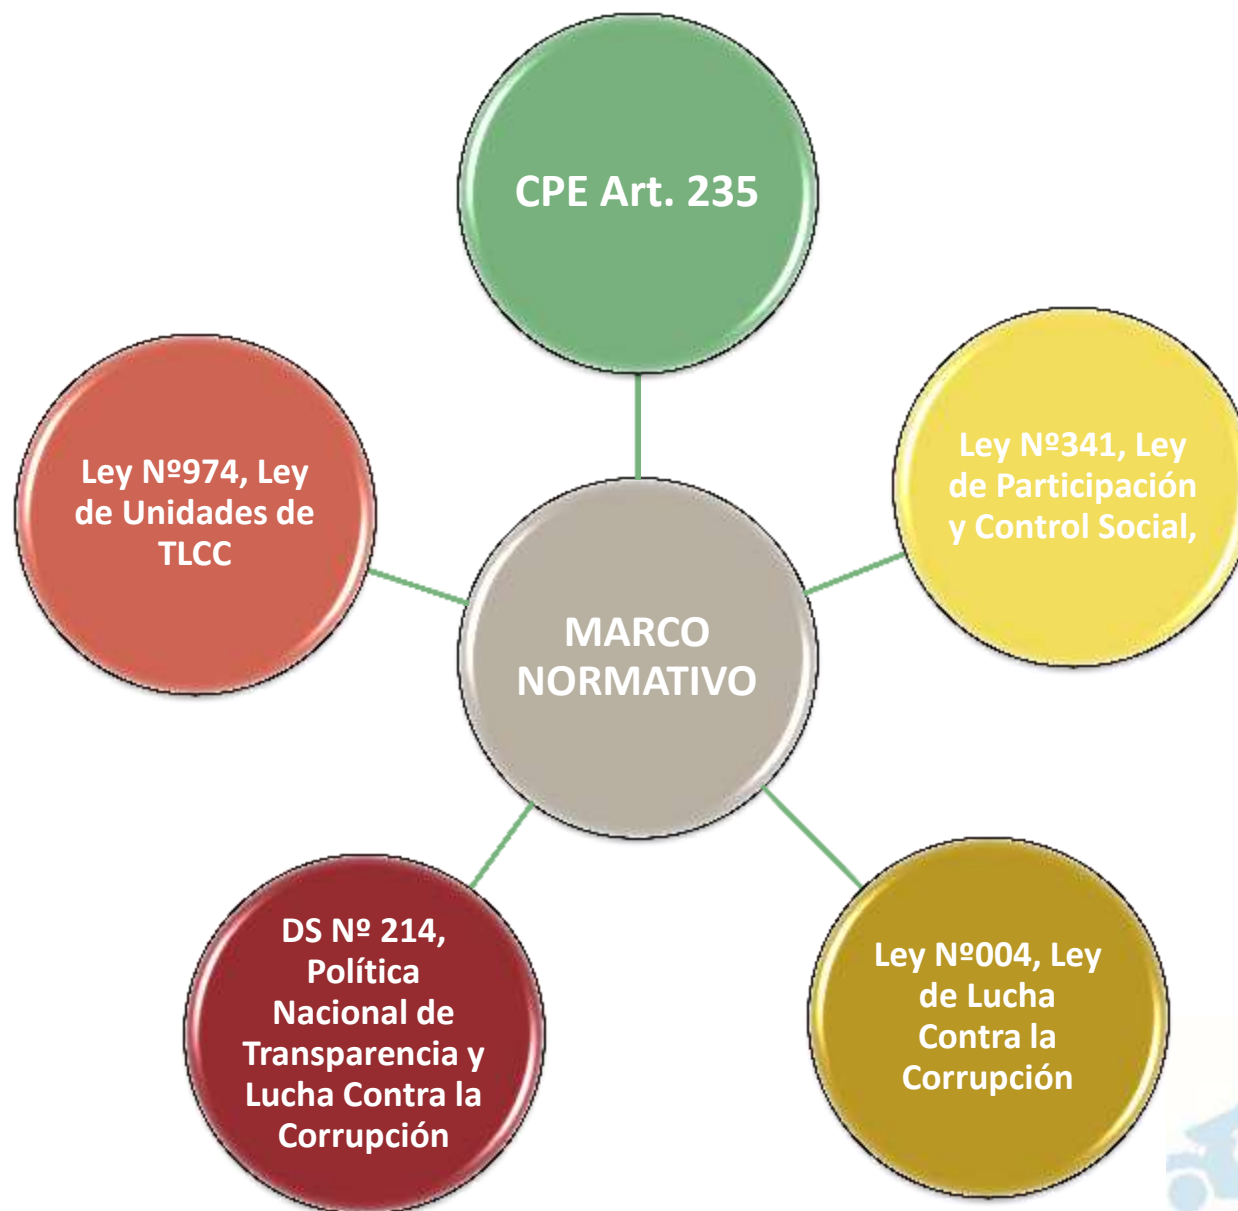 CPE Art. 235
Ley Nº341, Ley
de Participación
y Control Social,
Ley Nº974, Ley
de Unidades de
TLCC
MARCO
NORMATIVO
DS Nº 214,
Política
Nacional de
Transparencia y
Lucha Contra la
Corrupción
Ley Nº004, Ley
de Lucha
Contra la
Corrupción